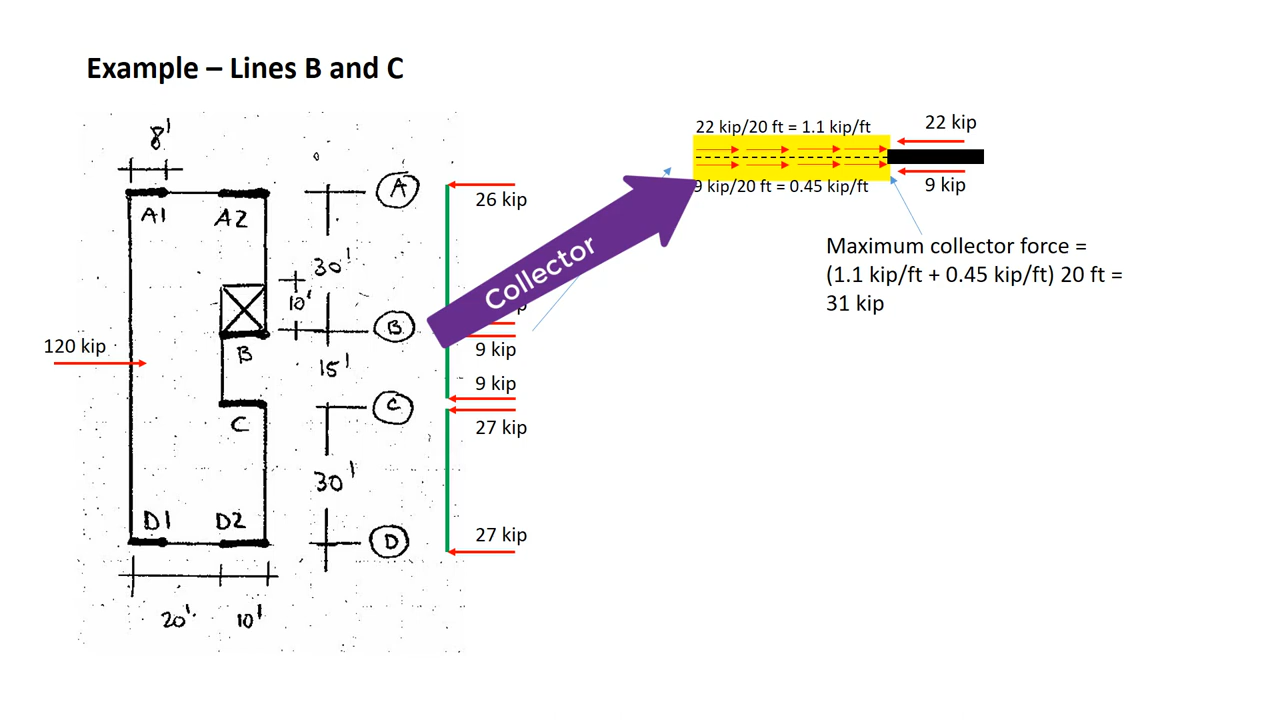 Example – Lines B and C
8'
A1
A2
A
30'
10'
B
B
15'
C
C
30'
D1
D2
D
20'
10'
120 kip
26 kip
9 kip
9 kip
27 kip
27 kip
Collector
22 kip/20 ft = 1.1 kip/ft
22 kip
9 kip/20 ft = 0.45 kip/ft
9 kip
Maximum collector force =
(1.1 kip/ft + 0.45 kip/ft) 20 ft =
31 kip